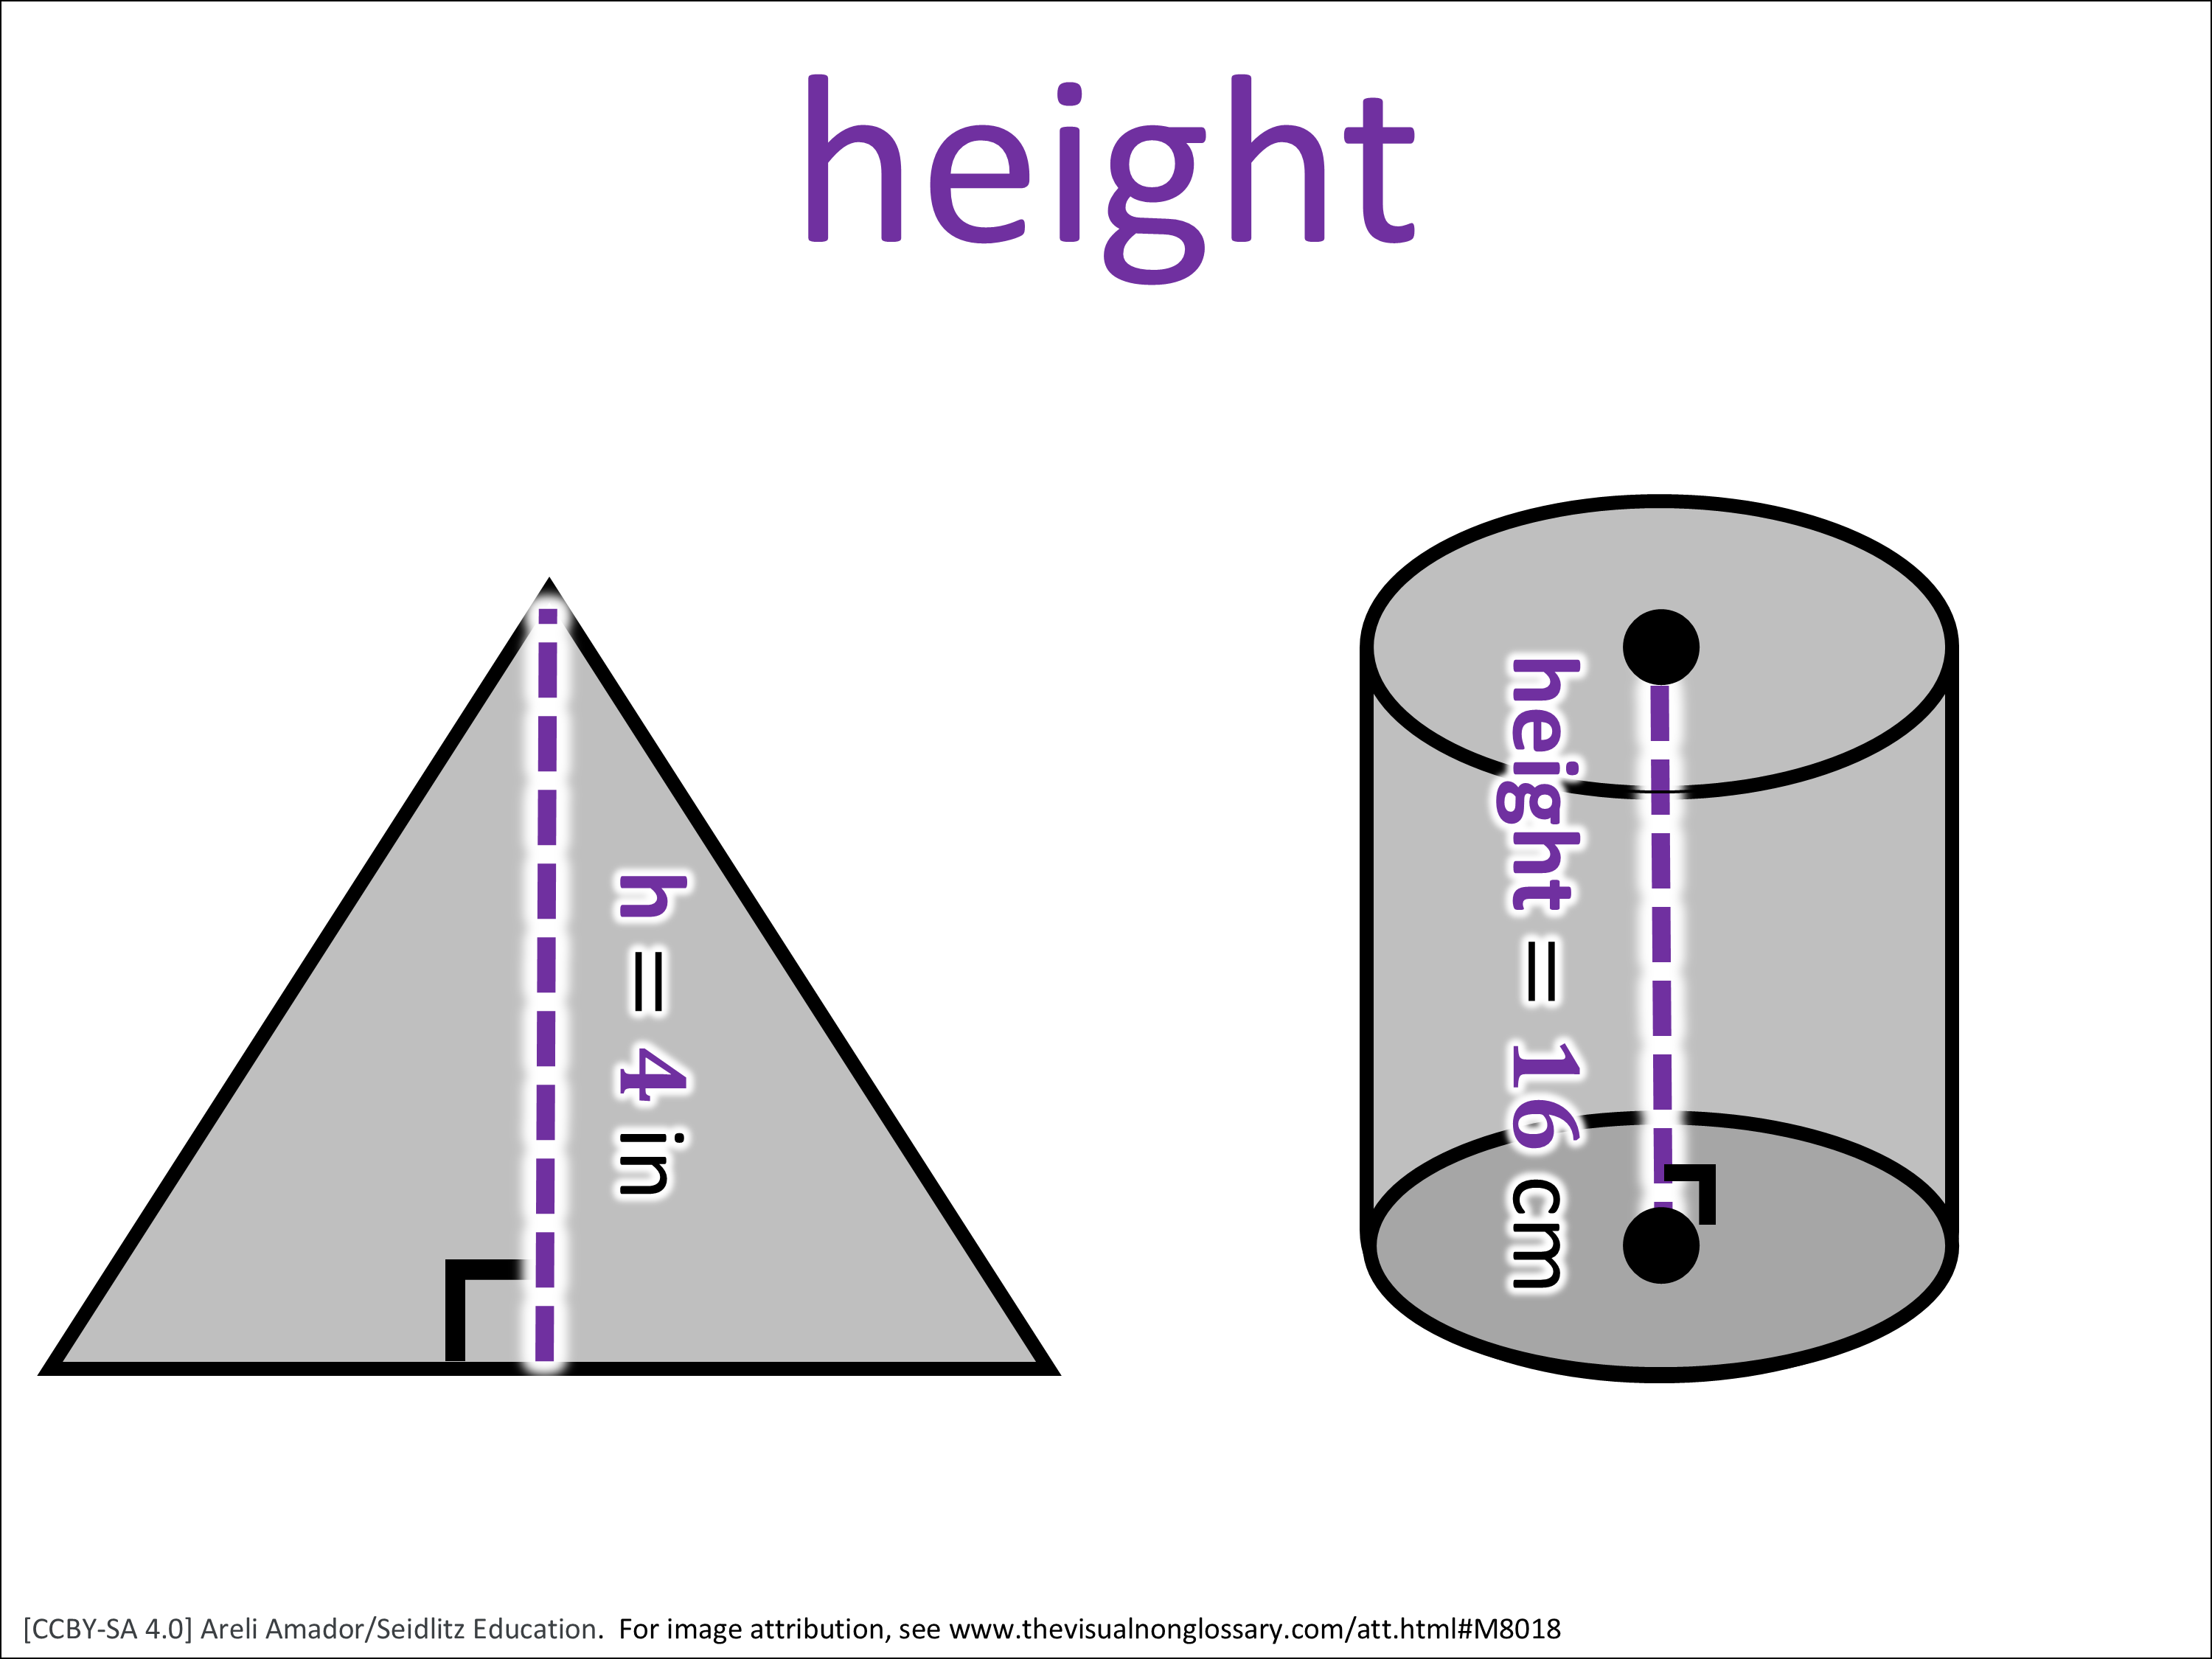 height
h = 4 in
height = 16 cm
[CCBY-SA 4.0] Areli Amador/Seidlitz Education.  For image attribution, see www.thevisualnonglossary.com/att.html#M8018